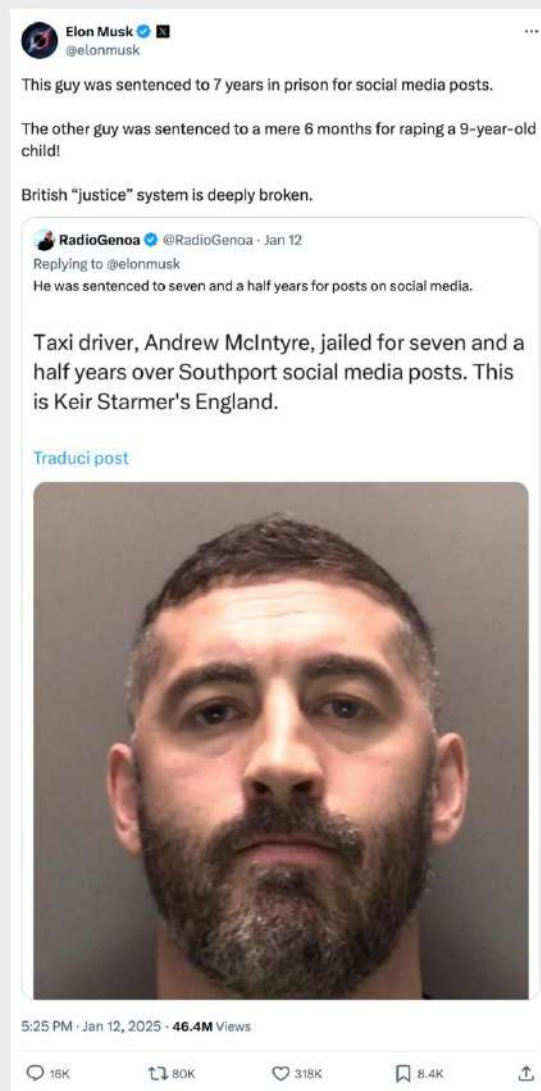 Elon Musk
@elonmusk
This guy was sentenced to 7 years in prison for social media posts.
The other guy was sentenced to a mere 6 months for raping a 9-year-old
child!
British “justice” system is deeply broken.
RadioGenoa @RadioGenoa · Jan 12
Replying to @elonmusk
He was sentenced to seven and a half years for posts on social media.
Taxi driver, Andrew McIntyre, jailed for seven and a
half years over Southport social media posts. This
is Keir Starmer's England.
Traduci post
5:25 PM · Jan 12, 2025 · 46.4M Views
16K 80K 318K 8.4K